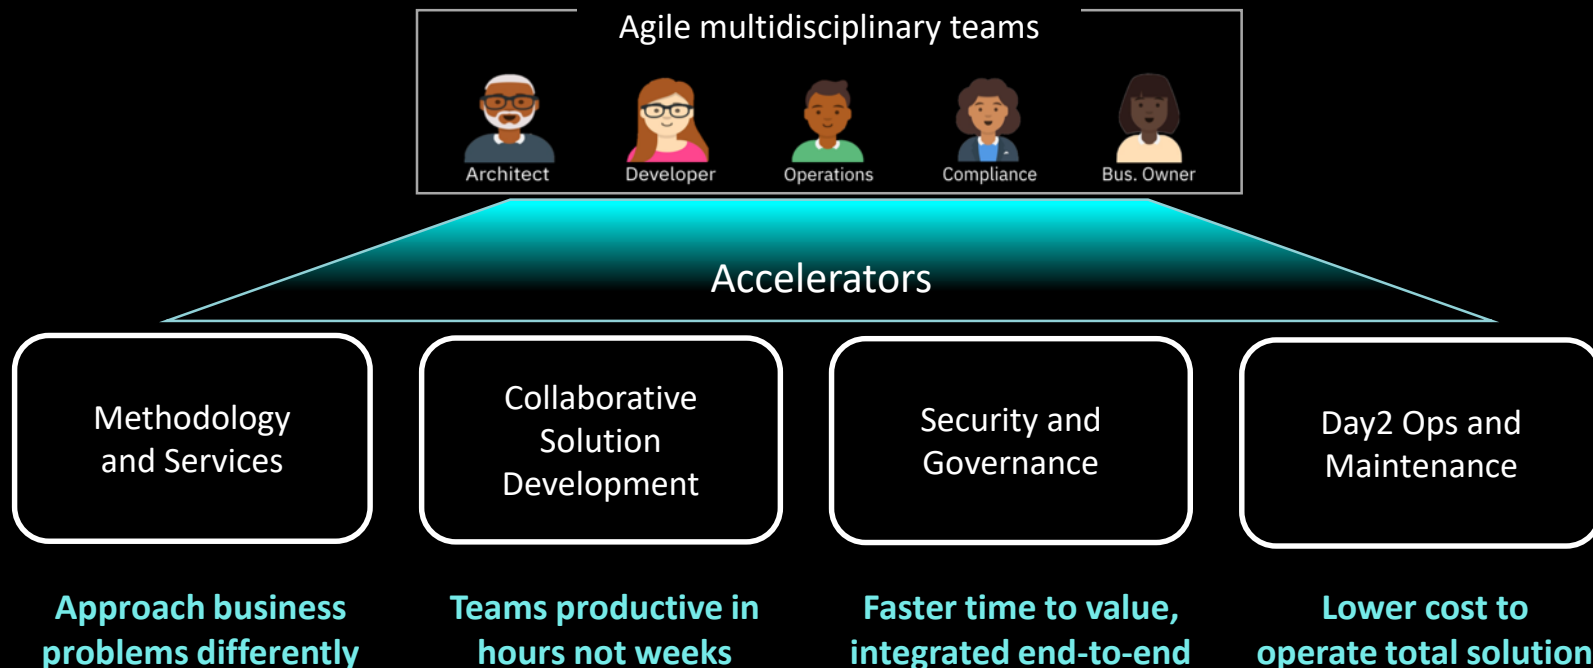 Agile multidisciplinary teams
Architect
Developer
Operations
Compliance
Bus. Owner
Accelerators
Methodology
and Services
Collaborative
Solution
Development
Security and
Governance
Day2 Ops and
Maintenance
Approach business
problems differently
Teams productive in
hours not weeks
Faster time to value,
integrated end-to-end
Lower cost to
operate total solution